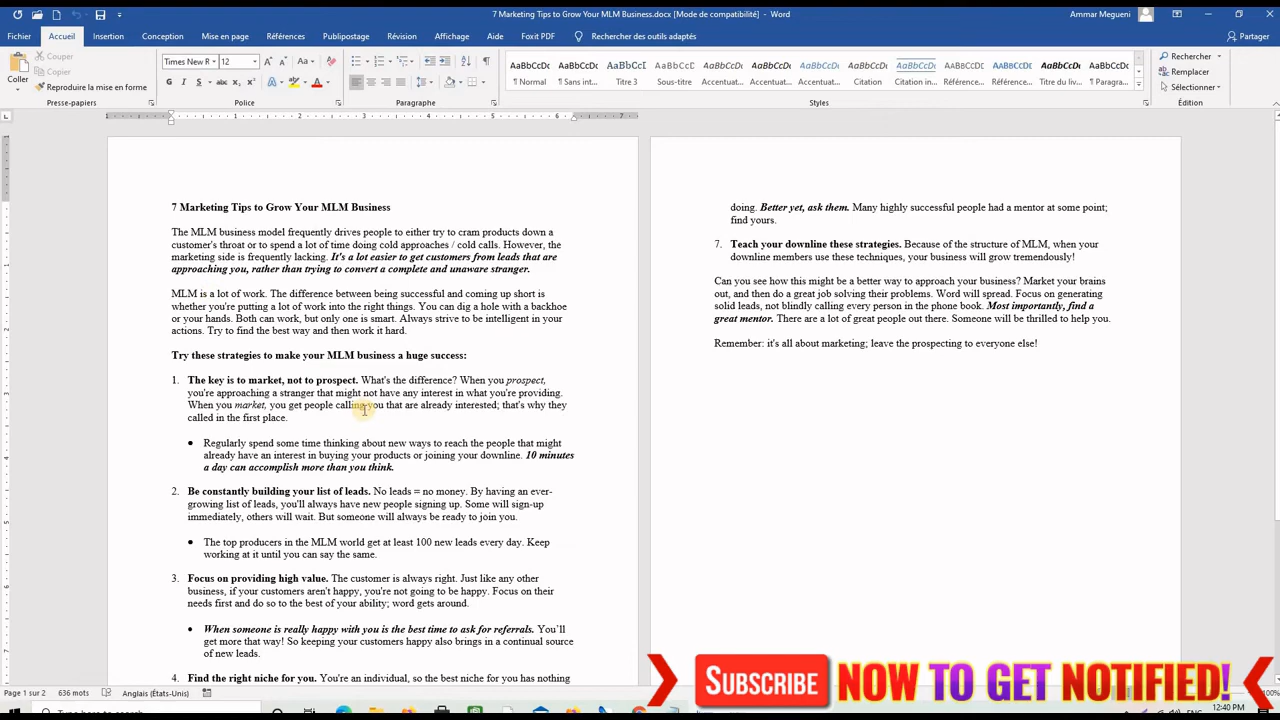 7 Marketing Tips to Grow Your MLM Business.docx [Mode de compatibilité] - Word
Ammar Megueni
Fichier Accueil Insertion Conception Mise en page Références Publipostage Révision Affichage Aide Foxit PDF Rechercher des outils adaptés Partager
Coller
Couper
Copier
Reproduire la mise en forme
Presse-papiers
Times New R 12
Police
Paragraphe
AaBbCcDc AaBbCcDc AaBbCcI AaBbCcDc AaBbCcDt AaBbCcDt AaBbCcDt AaBbCcDt AaBbCcDt AaBbCcDc AaBbCcDc AaBbCcDt AaBbCcDc
¶ Normal ¶ Sans int... Titre 3 Sous-titre Accentuat... Accentuat... Accentuat... Citation Citation in... Référence... Référence... Titre du liv... ¶ Paragra...
Styles
Rechercher
Remplacer
Sélectionner
Édition
7 Marketing Tips to Grow Your MLM Business
The MLM business model frequently drives people to either try to cram products down a
customer's throat or to spend a lot of time doing cold approaches / cold calls. However, the
marketing side is frequently lacking. It's a lot easier to get customers from leads that are
approaching you, rather than trying to convert a complete and unaware stranger.
MLM is a lot of work. The difference between being successful and coming up short is
whether you're putting a lot of work into the right things. You can dig a hole with a backhoe
or your hands. Both can work, but only one is smart. Always strive to be intelligent in your
actions. Try to find the best way and then work it hard.
Try these strategies to make your MLM business a huge success:
1. The key is to market, not to prospect. What's the difference? When you prospect,
you're approaching a stranger that might not have any interest in what you're providing.
When you market, you get people calling you that are already interested; that's why they
called in the first place.
• Regularly spend some time thinking about new ways to reach the people that might
already have an interest in buying your products or joining your downline. 10 minutes
a day can accomplish more than you think.
2. Be constantly building your list of leads. No leads = no money. By having an ever-
growing list of leads, you'll always have new people signing up. Some will sign-up
immediately, others will wait. But someone will always be ready to join you.
• The top producers in the MLM world get at least 100 new leads every day. Keep
working at it until you can say the same.
3. Focus on providing high value. The customer is always right. Just like any other
business, if your customers aren't happy, you're not going to be happy. Focus on their
needs first and do so to the best of your ability; word gets around.
• When someone is really happy with you is the best time to ask for referrals. You'll
get more that way! So keeping your customers happy also brings in a continual source
of new leads.
4. Find the right niche for you. You're an individual, so the best niche for you has nothing
doing. Better yet, ask them. Many highly successful people had a mentor at some point;
find yours.
7. Teach your downline these strategies. Because of the structure of MLM, when your
downline members use these techniques, your business will grow tremendously!
Can you see how this might be a better way to approach your business? Market your brains
out, and then do a great job solving their problems. Word will spread. Focus on generating
solid leads, not blindly calling every person in the phone book. Most importantly, find a
great mentor. There are a lot of great people out there. Someone will be thrilled to help you.
Remember: it's all about marketing; leave the prospecting to everyone else!
SUBSCRIBE NOW TO GET NOTIFIED!
Page 1 sur 2 636 mots Anglais (États-Unis)
100%
Type here to search
ENG
12:40 PM